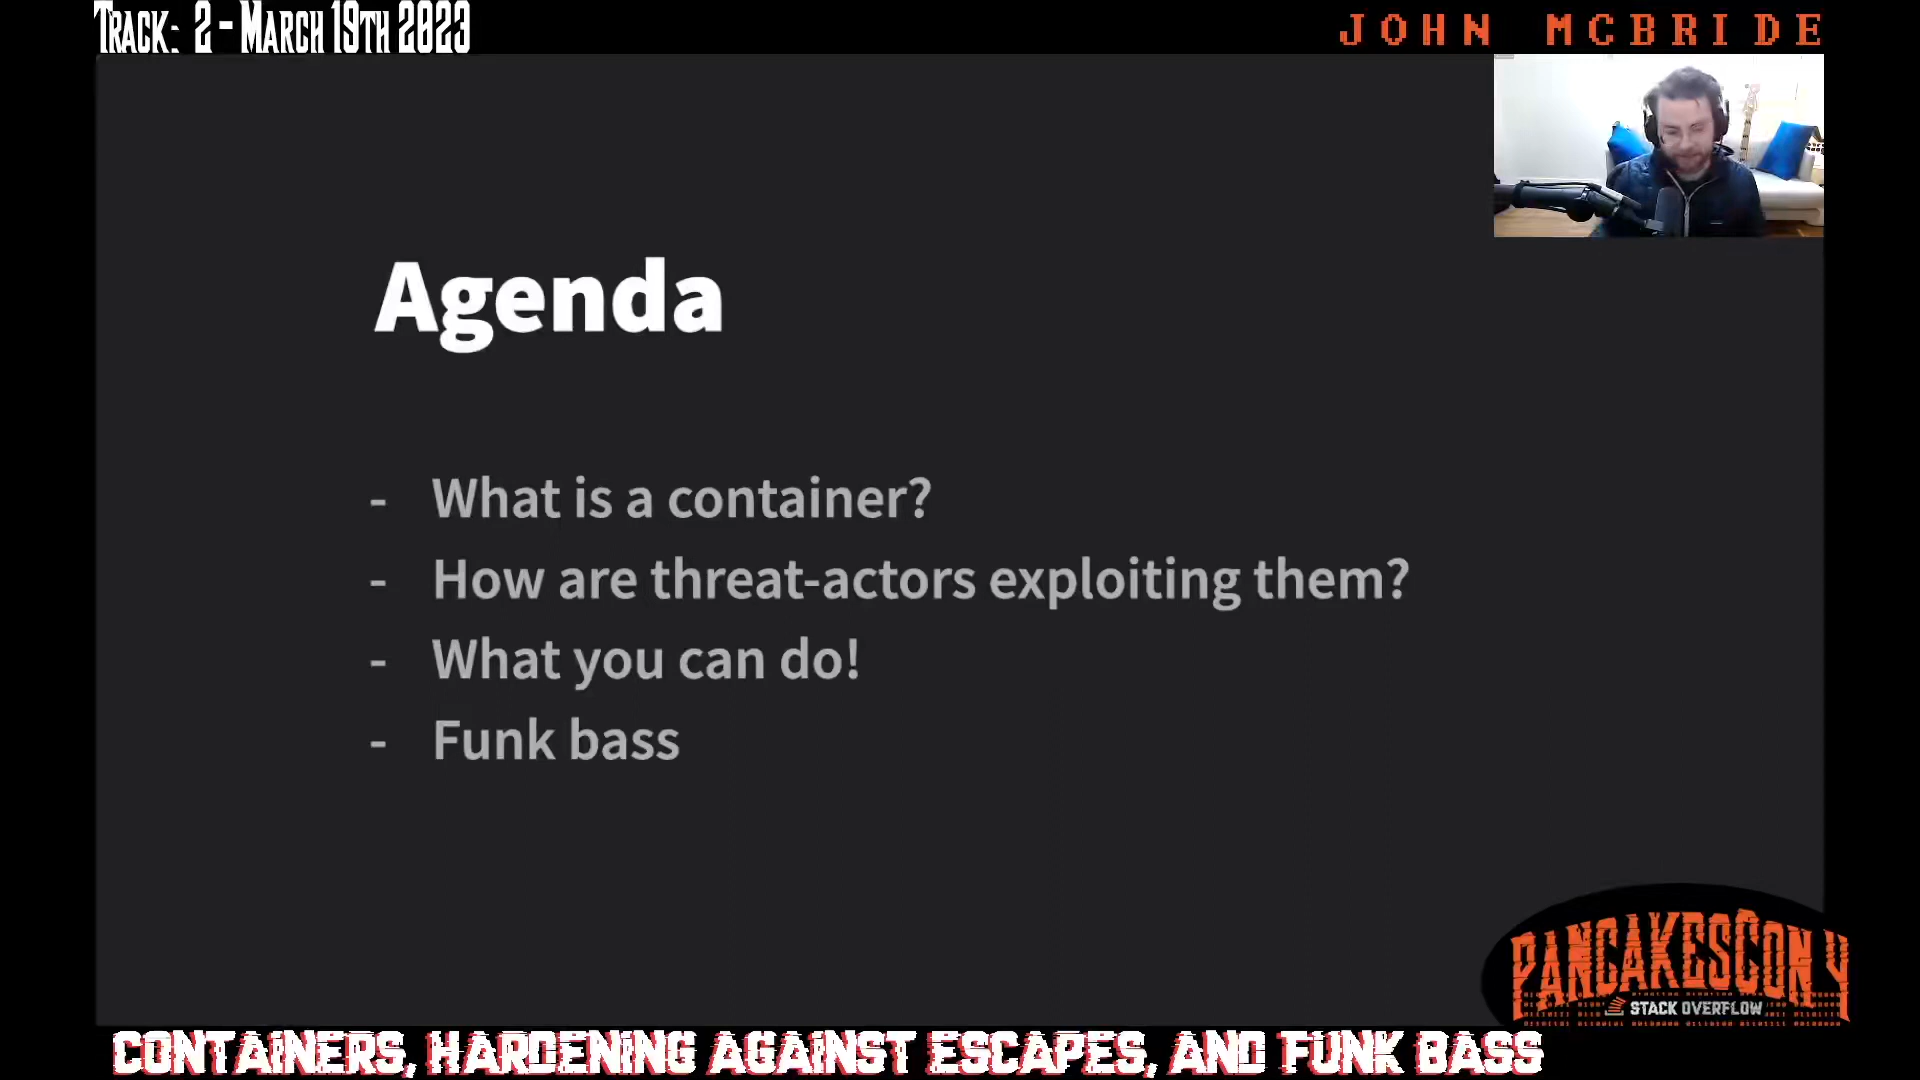 Track: 2 - March 19th 2023
JOHN MCBRIDE
Agenda
- What is a container?
- How are threat-actors exploiting them?
- What you can do!
- Funk bass
PANCAKESCON 4
STACK OVERFLOW
CONTAINERS, HARDENING AGAINST ESCAPES, AND FUNK BASS